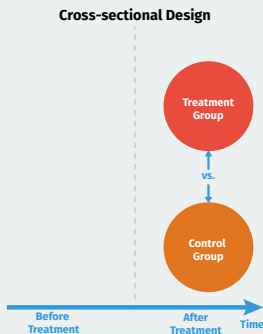 Cross-sectional Design
Treatment
Group
vs.
Control
Group
Before
Treatment
After
Treatment
Time